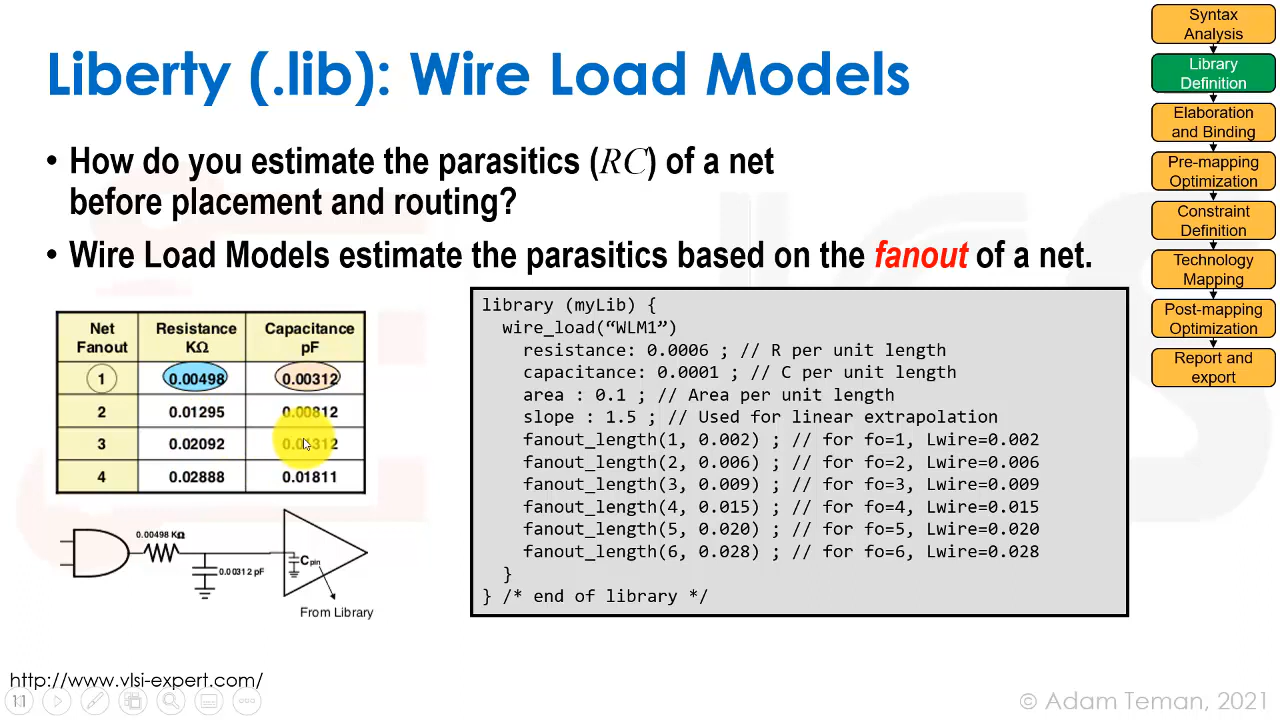 Liberty (.lib): Wire Load Models
• How do you estimate the parasitics (RC) of a net
before placement and routing?
• Wire Load Models estimate the parasitics based on the fanout of a net.
Net Fanout Resistance KΩ Capacitance pF
1 0.00498 0.00312
2 0.01295 0.00812
3 0.02092
4 0.02888 0.01811
0.00498 KΩ
0.00312 pF
Cpin
From Library
library (myLib) {
wire_load(“WLM1”)
resistance: 0.0006 ; // R per unit length
capacitance: 0.0001 ; // C per unit length
area : 0.1 ; // Area per unit length
slope : 1.5 ; // Used for linear extrapolation
fanout_length(1, 0.002) ; // for fo=1, Lwire=0.002
fanout_length(2, 0.006) ; // for fo=2, Lwire=0.006
fanout_length(3, 0.009) ; // for fo=3, Lwire=0.009
fanout_length(4, 0.015) ; // for fo=4, Lwire=0.015
fanout_length(5, 0.020) ; // for fo=5, Lwire=0.020
fanout_length(6, 0.028) ; // for fo=6, Lwire=0.028
}
} /* end of library */
Syntax
Analysis
Library
Definition
Elaboration
and Binding
Pre-mapping
Optimization
Constraint
Definition
Technology
Mapping
Post-mapping
Optimization
Report and
export
http://www.vlsi-expert.com/
11
© Adam Teman, 2021